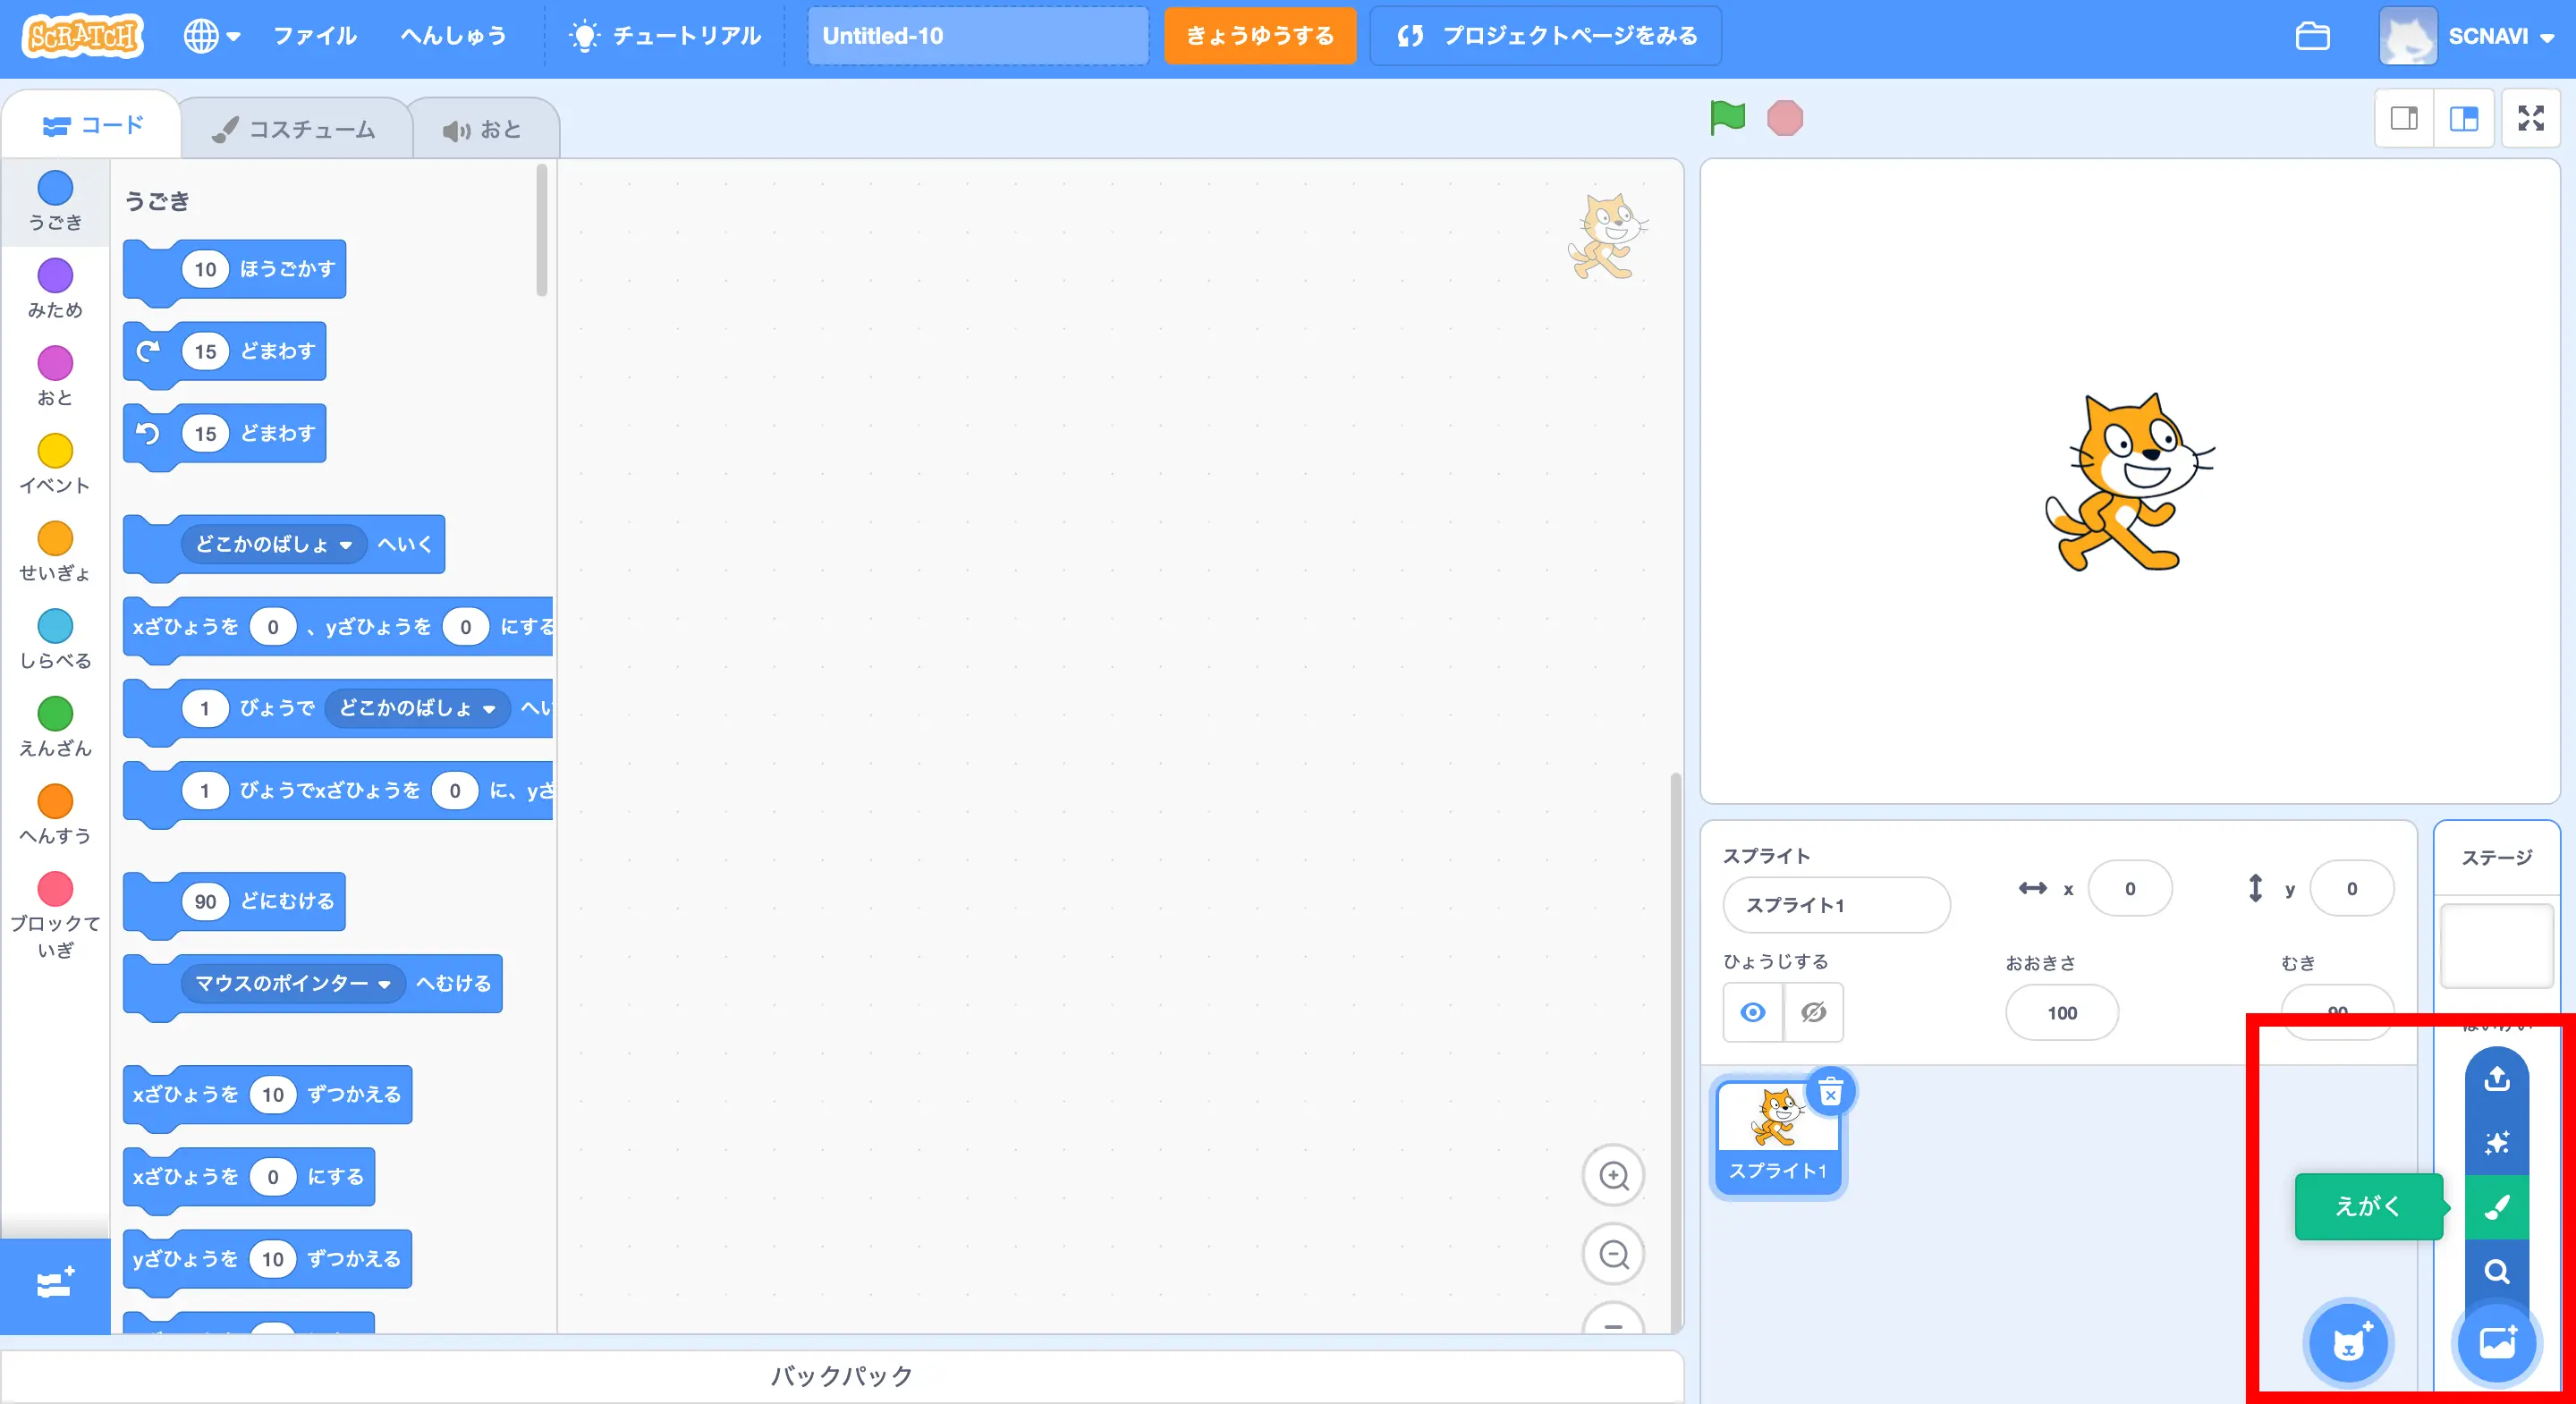 SCRATCH
ファイル
へんしゅう
チュートリアル
Untitled-10
きょうゆうする
プロジェクトページをみる
SCNAVI
コード
コスチューム
おと
うごき
みため
おと
イベント
せいぎょ
しらべる
えんざん
へんすう
ブロックて
いぎ
うごき
10 ほうごかす
15 どまわす
15 どまわす
どこかのばしょ へいく
xざひょうを 0 、yざひょうを 0 にする
1 びょうで どこかのばしょ へい
1 びょうでxざひょうを 0 に、yざ
90 どにむける
マウスのポインター へむける
xざひょうを 10 ずつかえる
xざひょうを 0 にする
yざひょうを 10 ずつかえる
バックパック
スプライト
スプライト1
x 0
y 0
ひょうじする
おおきさ
100
むき
90
スプライト1
ステージ
えがく